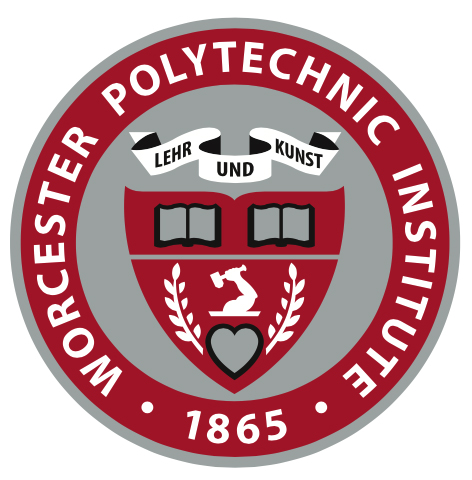 WORCESTER POLYTECHNIC INSTITUTE
LEHR UND KUNST
• 1865 •